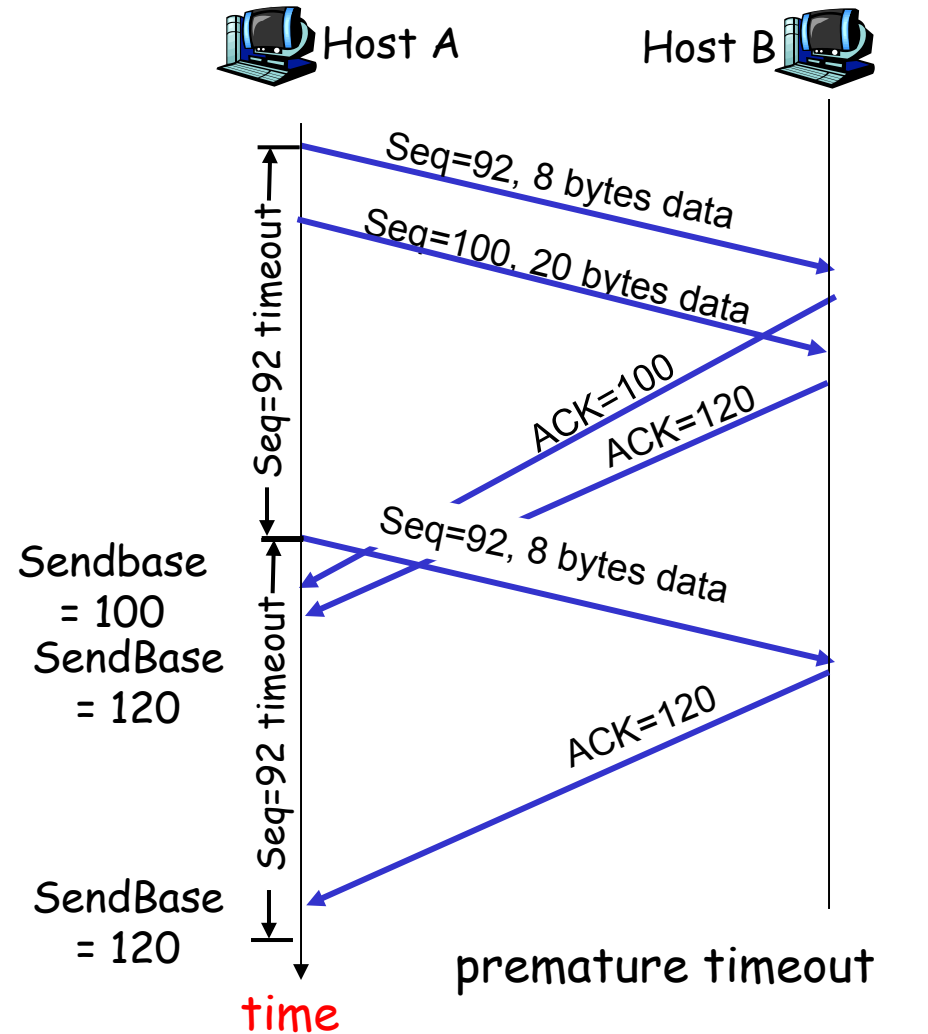 Host A
Host B
Seq=92, 8 bytes data
Seq=100, 20 bytes data
Seq=92 timeout
ACK=100
ACK=120
Seq=92, 8 bytes data
Sendbase
= 100
SendBase
= 120
Seq=92 timeout
ACK=120
SendBase
= 120
premature timeout
time